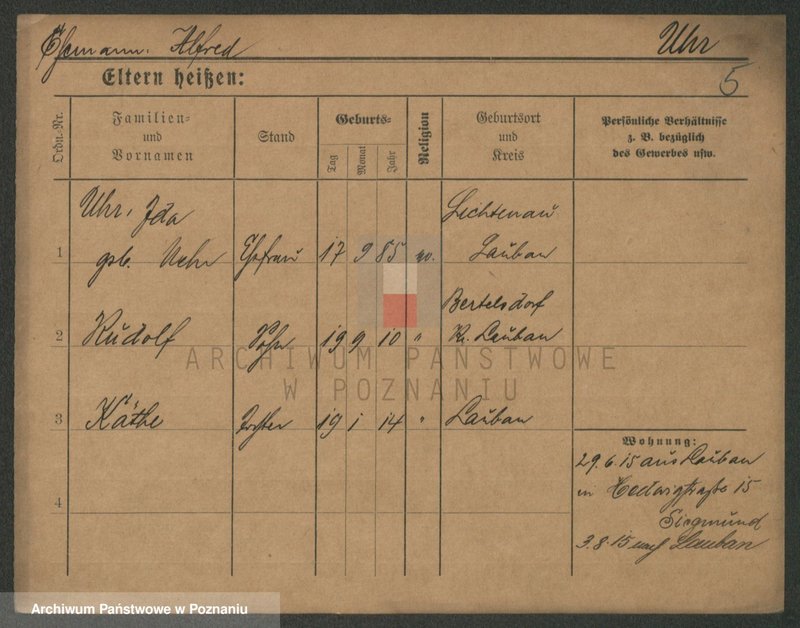 Ehemann: Alfred Uhr
Eltern heißen: 5
Ordn.-Nr.
Familien- und Vornamen
Stand
Geburts-
Tag
Monat
Jahr
Religion
Geburtsort und Kreis
Persönliche Verhältnisse z. B. bezüglich des Gewerbes usw.
Uhr, Ida Lichtenau
1 geb. Ehefrau 17 9 85 Lauban
Bertelsdorf
2 Rudolf Sohn 19 9 10 " Kr. Lauban
3 Käthe Tochter 19 1 14 " Lauban
4
Wohnung:
29.6.15 aus Lauban
in Hedwigstraße 15
Siegmund
3.8.15 nach Lauban
ARCHIWUM PAŃSTWOWE
W POZNANIU
Archiwum Państwowe w Poznaniu